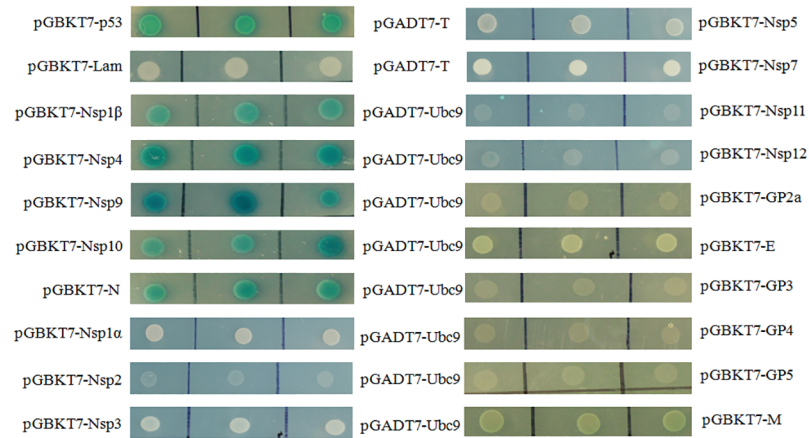 pGBKT7-p53 pGADT7-T pGBKT7-Nsp5
pGBKT7-Lam pGADT7-T pGBKT7-Nsp7
pGBKT7-Nsp1β pGADT7-Ubc9 pGBKT7-Nsp11
pGBKT7-Nsp4 pGADT7-Ubc9 pGBKT7-Nsp12
pGBKT7-Nsp9 pGADT7-Ubc9 pGBKT7-GP2a
pGBKT7-Nsp10 pGADT7-Ubc9 pGBKT7-E
pGBKT7-N pGADT7-Ubc9 pGBKT7-GP3
pGBKT7-Nsp1α pGADT7-Ubc9 pGBKT7-GP4
pGBKT7-Nsp2 pGADT7-Ubc9 pGBKT7-GP5
pGBKT7-Nsp3 pGADT7-Ubc9 pGBKT7-M